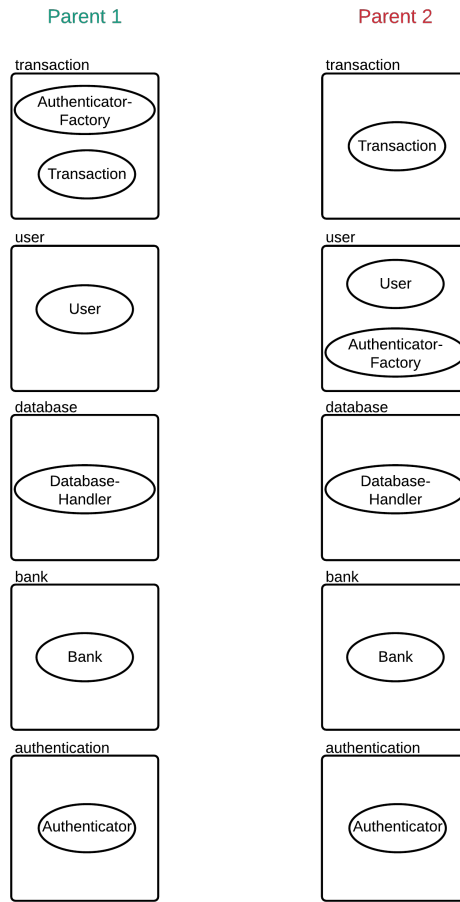 Parent 1
transaction
Authenticator-
Factory
Transaction
user
User
database
Database-
Handler
bank
Bank
authentication
Authenticator
Parent 2
transaction
Transaction
user
User
Authenticator-
Factory
database
Database-
Handler
bank
Bank
authentication
Authenticator